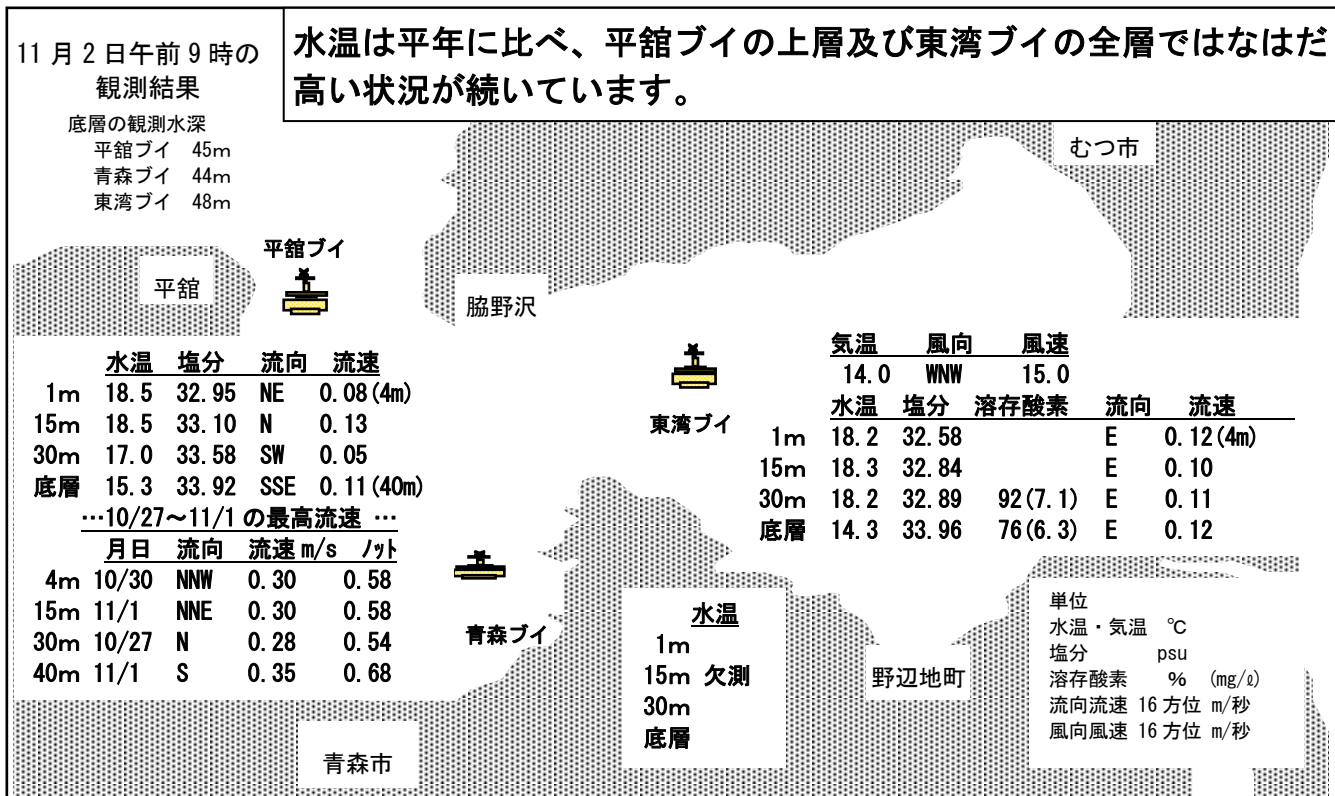 11月2日午前9時の
観測結果
底層の観測水深
平舘ブイ 45m
青森ブイ 44m
東湾ブイ 48m
水温は平年に比べ、平舘ブイの上層及び東湾ブイの全層ではなはだ
高い状況が続いています。
むつ市
平舘ブイ
平舘
脇野沢
水温 塩分 流向 流速
1m 18.5 32.95 NE 0.08(4m)
15m 18.5 33.10 N 0.13
30m 17.0 33.58 SW 0.05
底層 15.3 33.92 SSE 0.11(40m)
…10/27～11/1の最高流速 …
月日 流向 流速m/s ﾉｯﾄ
4m 10/30 NNW 0.30 0.58
15m 11/1 NNE 0.30 0.58
30m 10/27 N 0.28 0.54
40m 11/1 S 0.35 0.68
東湾ブイ
気温 風向 風速
14.0 WNW 15.0
水温 塩分 溶存酸素 流向 流速
1m 18.2 32.58 E 0.12(4m)
15m 18.3 32.84 E 0.10
30m 18.2 32.89 92(7.1) E 0.11
底層 14.3 33.96 76(6.3) E 0.12
青森ブイ
水温
1m
15m 欠測
30m
底層
野辺地町
青森市
単位
水温・気温 ℃
塩分 psu
溶存酸素 % (mg/ℓ)
流向流速 16方位 m/秒
風向風速 16方位 m/秒